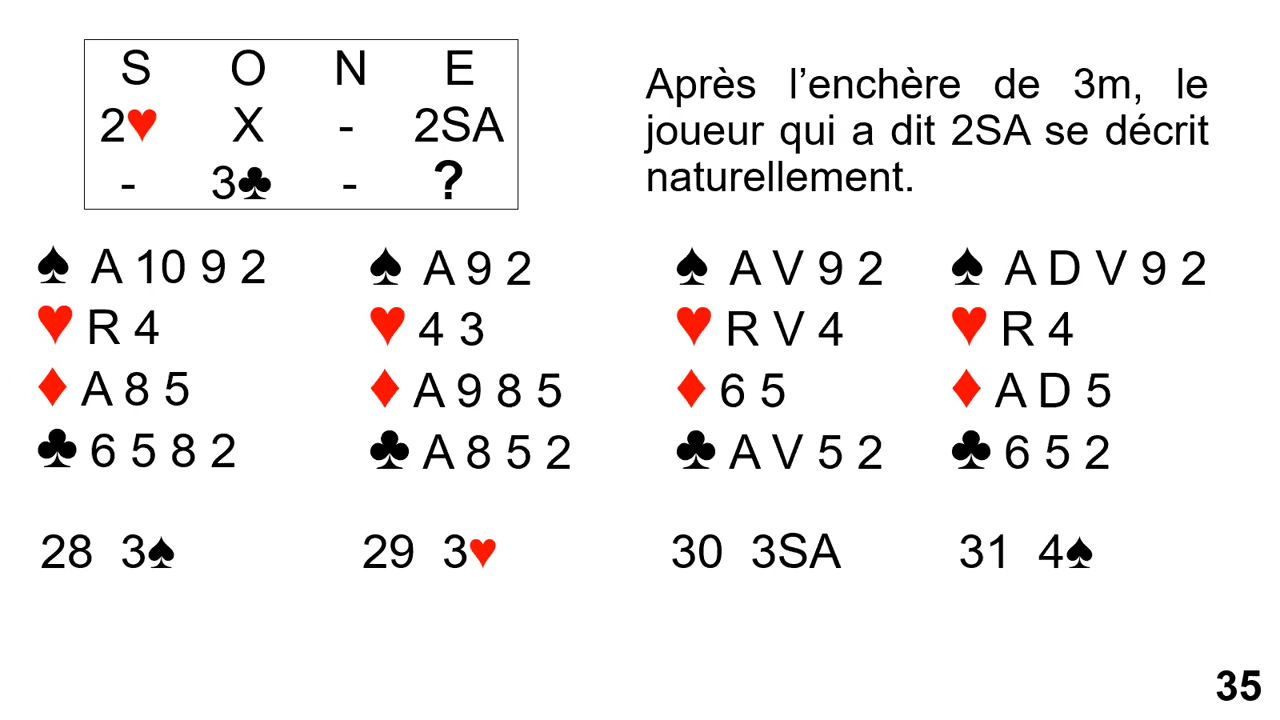 S O N E
2♥ X - 2SA
- 3♣ - ?
Après l’enchère de 3m, le
joueur qui a dit 2SA se décrit
naturellement.
♠ A 10 9 2
♥ R 4
♦ A 8 5
♣ 6 5 8 2
♠ A 9 2
♥ 4 3
♦ A 9 8 5
♣ A 8 5 2
♠ A V 9 2
♥ R V 4
♦ 6 5
♣ A V 5 2
♠ A D V 9 2
♥ R 4
♦ A D 5
♣ 6 5 2
28 3♠
29 3♥
30 3SA
31 4♠
35